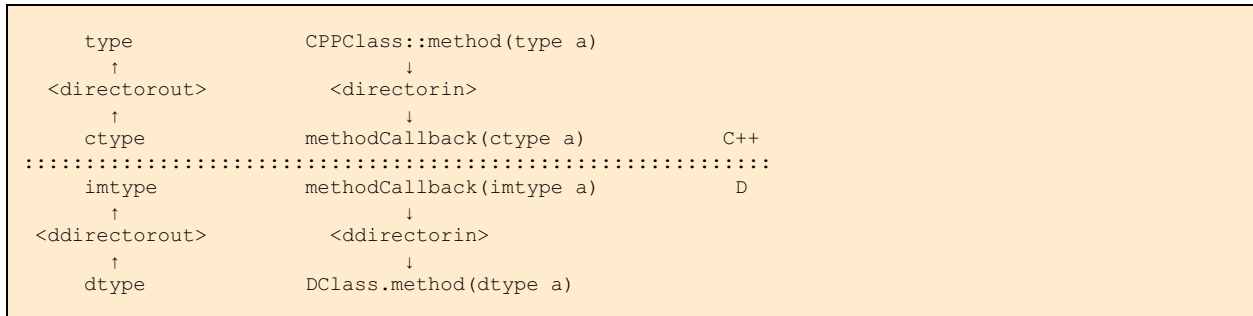 type CPPClass::method(type a)
↑ ↓
<directorout> <directorin>
↑ ↓
ctype methodCallback(ctype a) C++
:::::::::::::::::::::::::::::::::::::::::::::::::::::::::::::
imtype methodCallback(imtype a) D
↑ ↓
<ddirectorout> <ddirectorin>
↑ ↓
dtype DClass.method(dtype a)